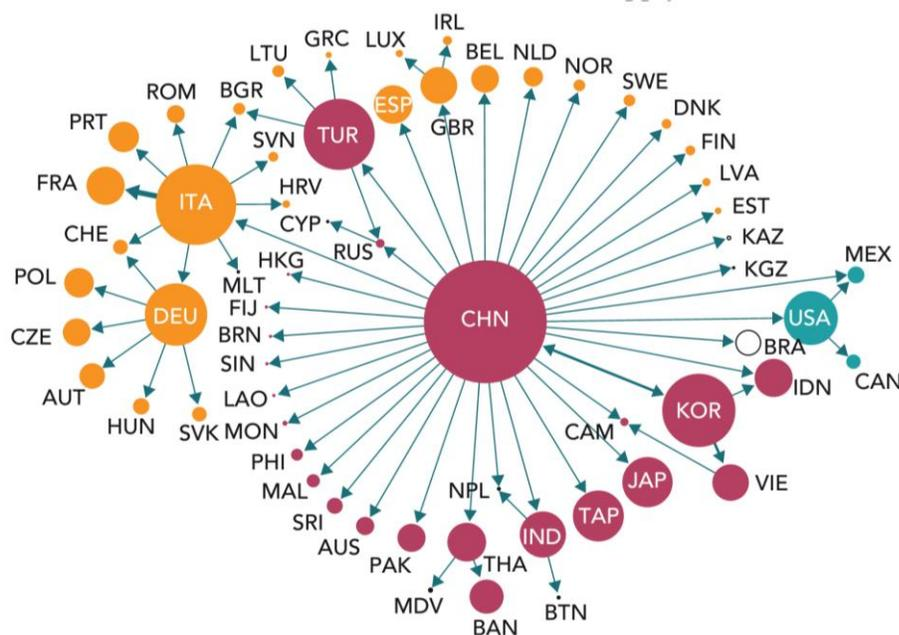 IRL
GRC
LUX
LTU
BEL
NLD
NOR
ROM
BGR
ESP
SWE
PRT
TUR
GBR
DNK
SVN
FIN
FRA
ITA
HRV
LVA
CYP
EST
CHE
RUS
KAZ
HKG
MEX
POL
MLT
KGZ
FIJ
DEU
CHN
USA
CZE
BRN
BRA
SIN
IDN
CAN
AUT
LAO
KOR
HUN
SVK
MON
CAM
PHI
JAP
VIE
MAL
NPL
SRI
TAP
AUS
IND
PAK
THA
MDV
BTN
BAN